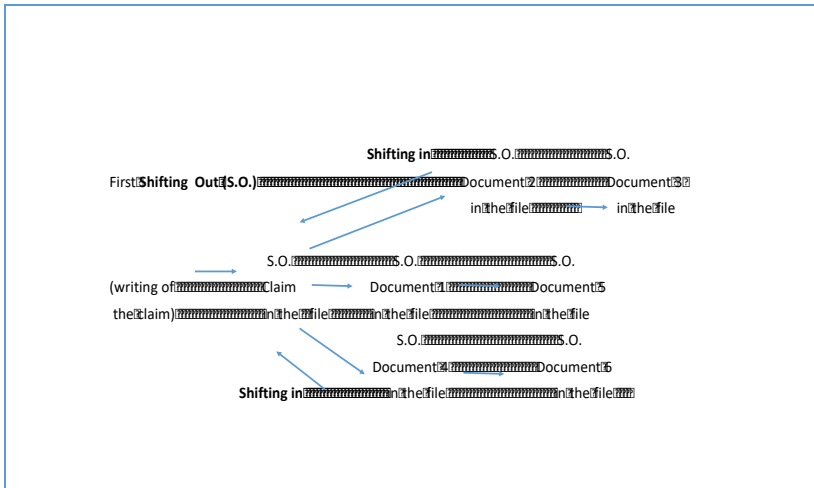 Shifting in S.O. S.O.
First Shifting Out (S.O.) Document 2 Document 3
in the file in the file
S.O. S.O. S.O.
(writing of Claim Document 1 Document 5
the claim) in the file in the file in the file
S.O. S.O.
Document 4 Document 6
Shifting in in the file in the file